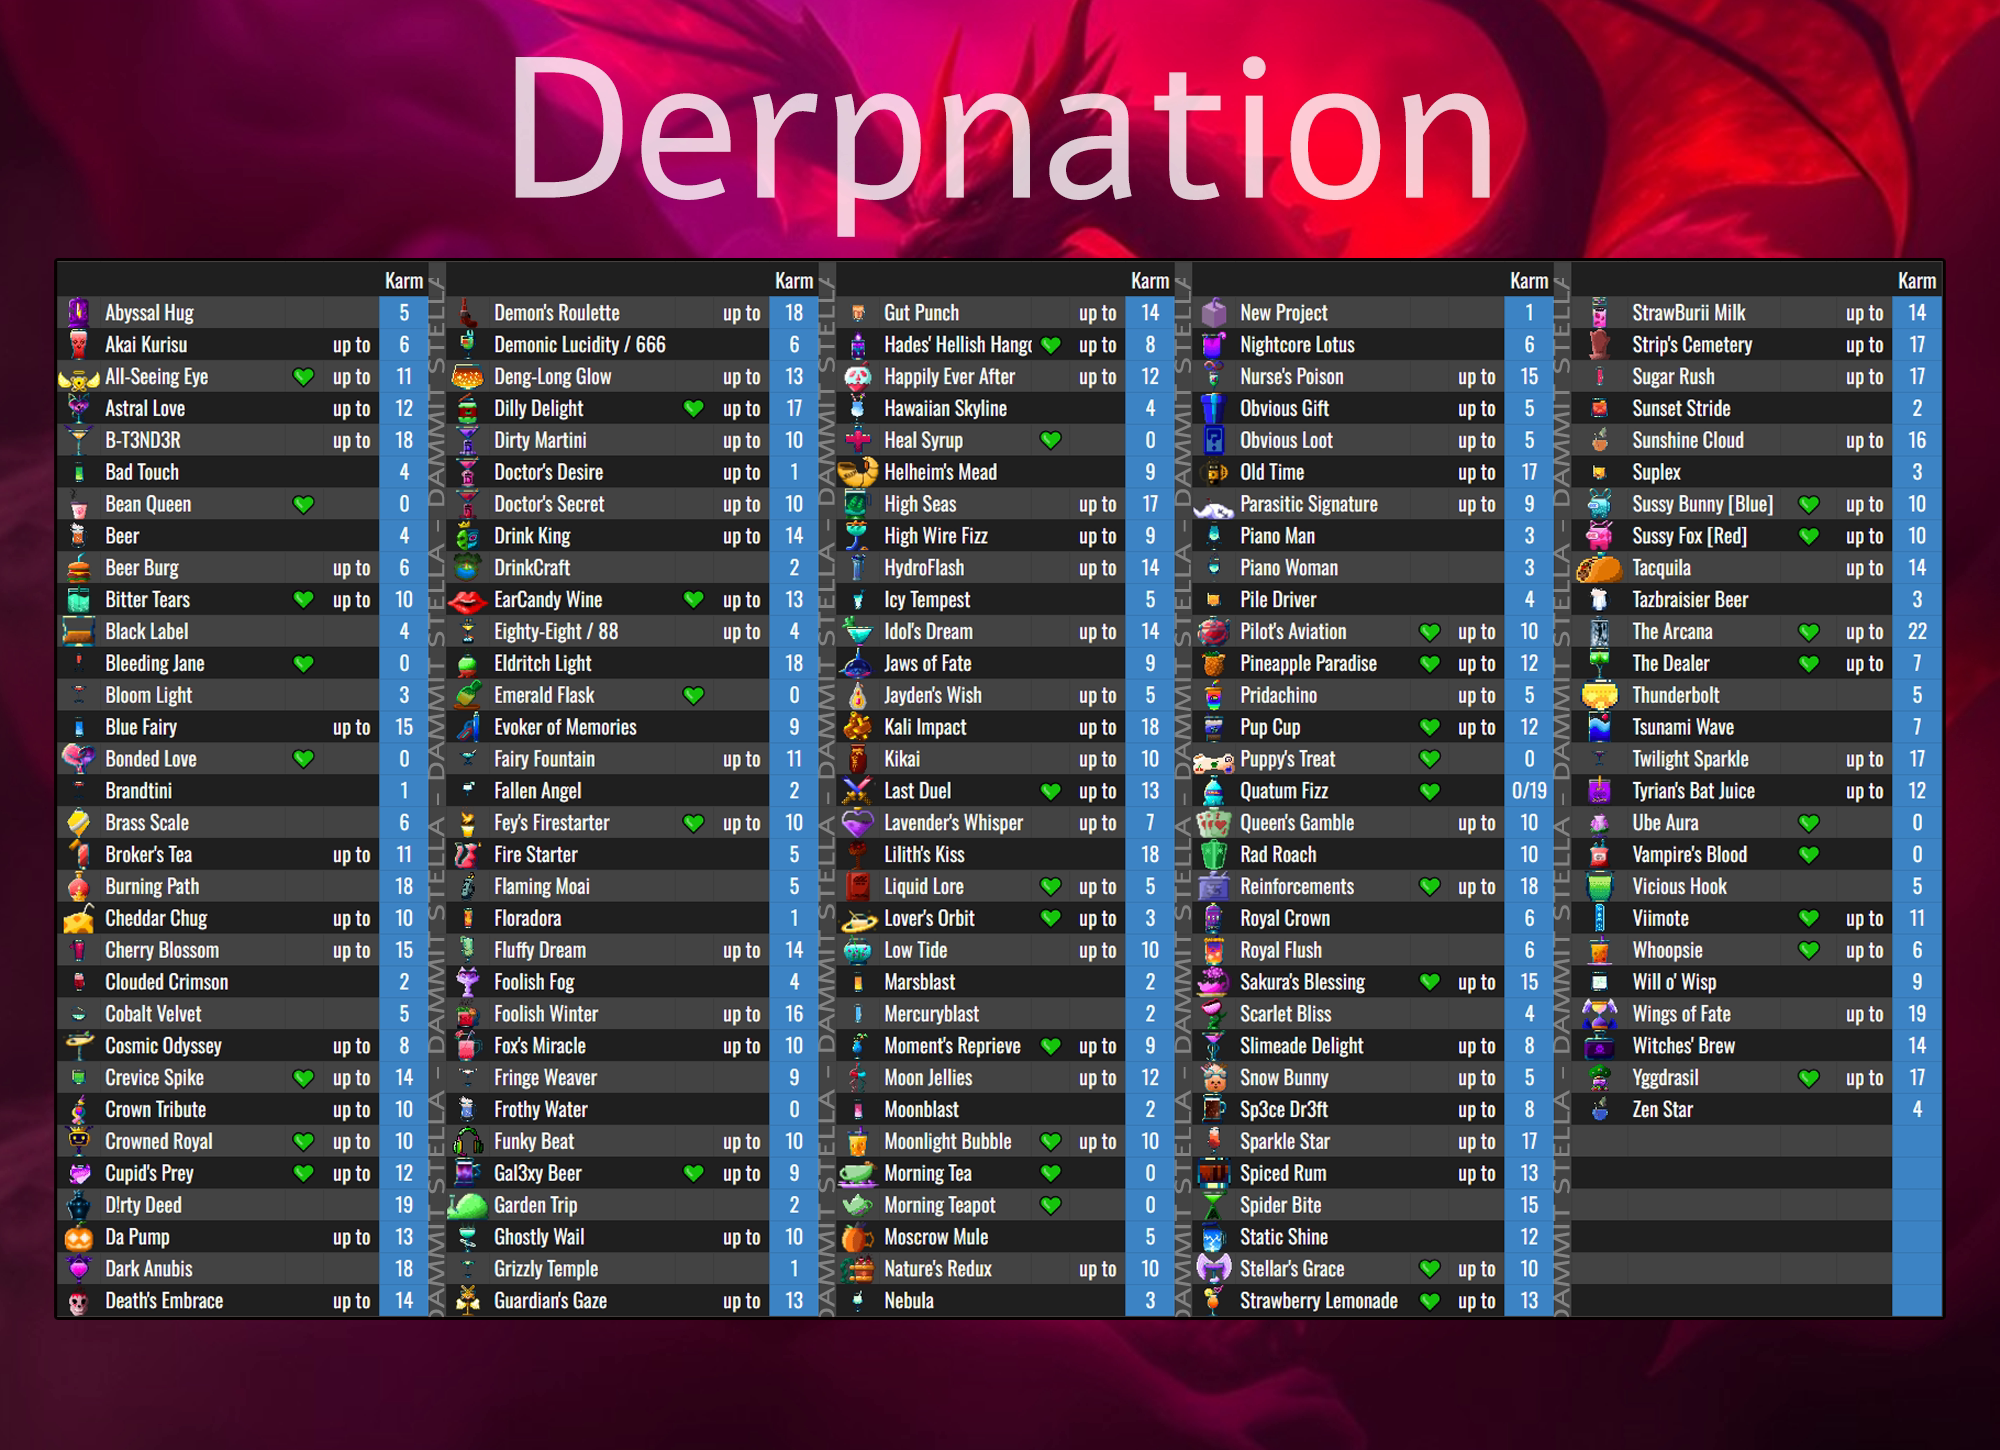 Derpnation
Karm
Abyssal Hug 5
Akai Kurisu up to 6
All-Seeing Eye up to 11
Astral Love up to 12
B-T3ND3R up to 18
Bad Touch 4
Bean Queen 0
Beer 4
Beer Burg up to 6
Bitter Tears up to 10
Black Label 4
Bleeding Jane 0
Bloom Light 3
Blue Fairy up to 15
Bonded Love 0
Brandtini 1
Brass Scale 6
Broker's Tea up to 11
Burning Path 18
Cheddar Chug up to 10
Cherry Blossom up to 15
Clouded Crimson 2
Cobalt Velvet 5
Cosmic Odyssey up to 8
Crevice Spike up to 14
Crown Tribute up to 10
Crowned Royal up to 10
Cupid's Prey up to 12
D!rty Deed 19
Da Pump up to 13
Dark Anubis 18
Death's Embrace up to 14
STELLA - DAMMIT STELLA - DAMMIT STELLA - DAMMIT
Karm
Demon's Roulette up to 18
Demonic Lucidity / 666 6
Deng-Long Glow up to 13
Dilly Delight up to 17
Dirty Martini up to 10
Doctor's Desire up to 1
Doctor's Secret up to 10
Drink King up to 14
DrinkCraft 2
EarCandy Wine up to 13
Eighty-Eight / 88 up to 4
Eldritch Light 18
Emerald Flask 0
Evoker of Memories 9
Fairy Fountain up to 11
Fallen Angel 2
Fey's Firestarter up to 10
Fire Starter 5
Flaming Moai 5
Floradora 1
Fluffy Dream up to 14
Foolish Fog 4
Foolish Winter up to 16
Fox's Miracle up to 10
Fringe Weaver 9
Frothy Water 0
Funky Beat up to 10
Gal3xy Beer up to 9
Garden Trip 2
Ghostly Wail up to 10
Grizzly Temple 1
Guardian's Gaze up to 13
STELLA - DAMMIT STELLA - DAMMIT STELLA - DAMMIT
Karm
Gut Punch up to 14
Hades' Hellish Hang up to 8
Happily Ever After up to 12
Hawaiian Skyline 4
Heal Syrup 0
Helheim's Mead 9
High Seas up to 17
High Wire Fizz up to 9
HydroFlash up to 14
Icy Tempest 5
Idol's Dream up to 14
Jaws of Fate 9
Jayden's Wish up to 5
Kali Impact up to 18
Kikai up to 10
Last Duel up to 13
Lavender's Whisper up to 7
Lilith's Kiss 18
Liquid Lore up to 5
Lover's Orbit up to 3
Low Tide up to 10
Marsblast 2
Mercuryblast 2
Moment's Reprieve up to 9
Moon Jellies up to 12
Moonblast 2
Moonlight Bubble up to 10
Morning Tea 0
Morning Teapot 0
Moscrow Mule 5
Nature's Redux up to 10
Nebula 3
STELLA - DAMMIT STELLA - DAMMIT STELLA - DAMMIT
Karm
New Project 1
Nightcore Lotus 6
Nurse's Poison up to 15
Obvious Gift up to 5
Obvious Loot up to 5
Old Time up to 17
Parasitic Signature up to 9
Piano Man 3
Piano Woman 3
Pile Driver 4
Pilot's Aviation up to 10
Pineapple Paradise up to 12
Pridachino up to 5
Pup Cup up to 12
Puppy's Treat 0
Quatum Fizz 0/19
Queen's Gamble up to 10
Rad Roach 10
Reinforcements up to 18
Royal Crown 6
Royal Flush 6
Sakura's Blessing up to 15
Scarlet Bliss 4
Slimeade Delight up to 8
Snow Bunny up to 5
Sp3ce Dr3ft up to 8
Sparkle Star up to 17
Spiced Rum up to 13
Spider Bite 15
Static Shine 12
Stellar's Grace up to 10
Strawberry Lemonade up to 13
STELLA - DAMMIT STELLA - DAMMIT STELLA - DAMMIT
Karm
StrawBurii Milk up to 14
Strip's Cemetery up to 17
Sugar Rush up to 17
Sunset Stride 2
Sunshine Cloud up to 16
Suplex 3
Sussy Bunny [Blue] up to 10
Sussy Fox [Red] up to 10
Tacquila up to 14
Tazbraisier Beer 3
The Arcana up to 22
The Dealer up to 7
Thunderbolt 5
Tsunami Wave 7
Twilight Sparkle up to 17
Tyrian's Bat Juice up to 12
Ube Aura 0
Vampire's Blood 0
Vicious Hook 5
Viimote up to 11
Whoopsie up to 6
Will o' Wisp 9
Wings of Fate up to 19
Witches' Brew 14
Yggdrasil up to 17
Zen Star 4